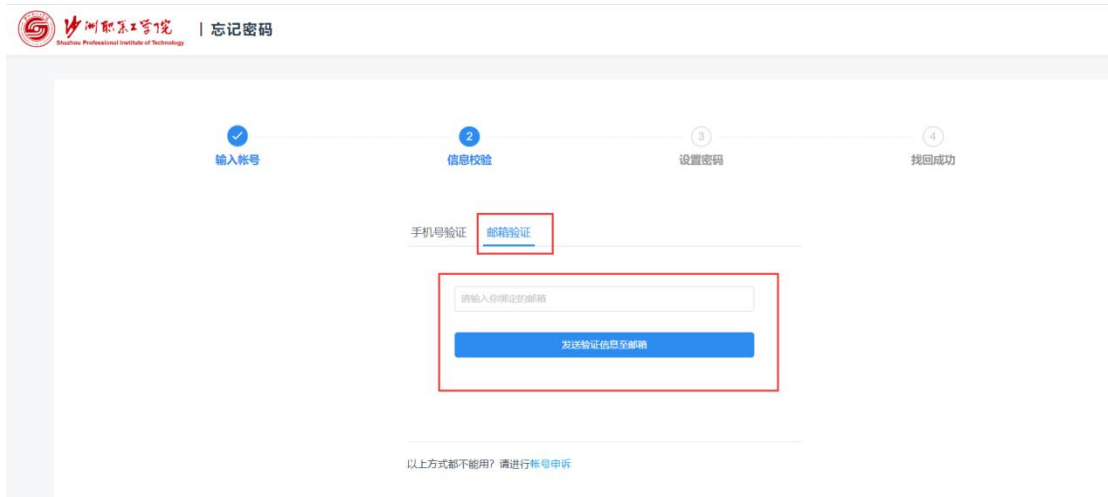 沙洲职业工学院
Shazhou Professional Institute of Technology
忘记密码
2
3
4
输入帐号
信息校验
设置密码
找回成功
手机号验证
邮箱验证
请输入你绑定的邮箱
发送验证信息至邮箱
以上方式都不能用？请进行帐号申诉